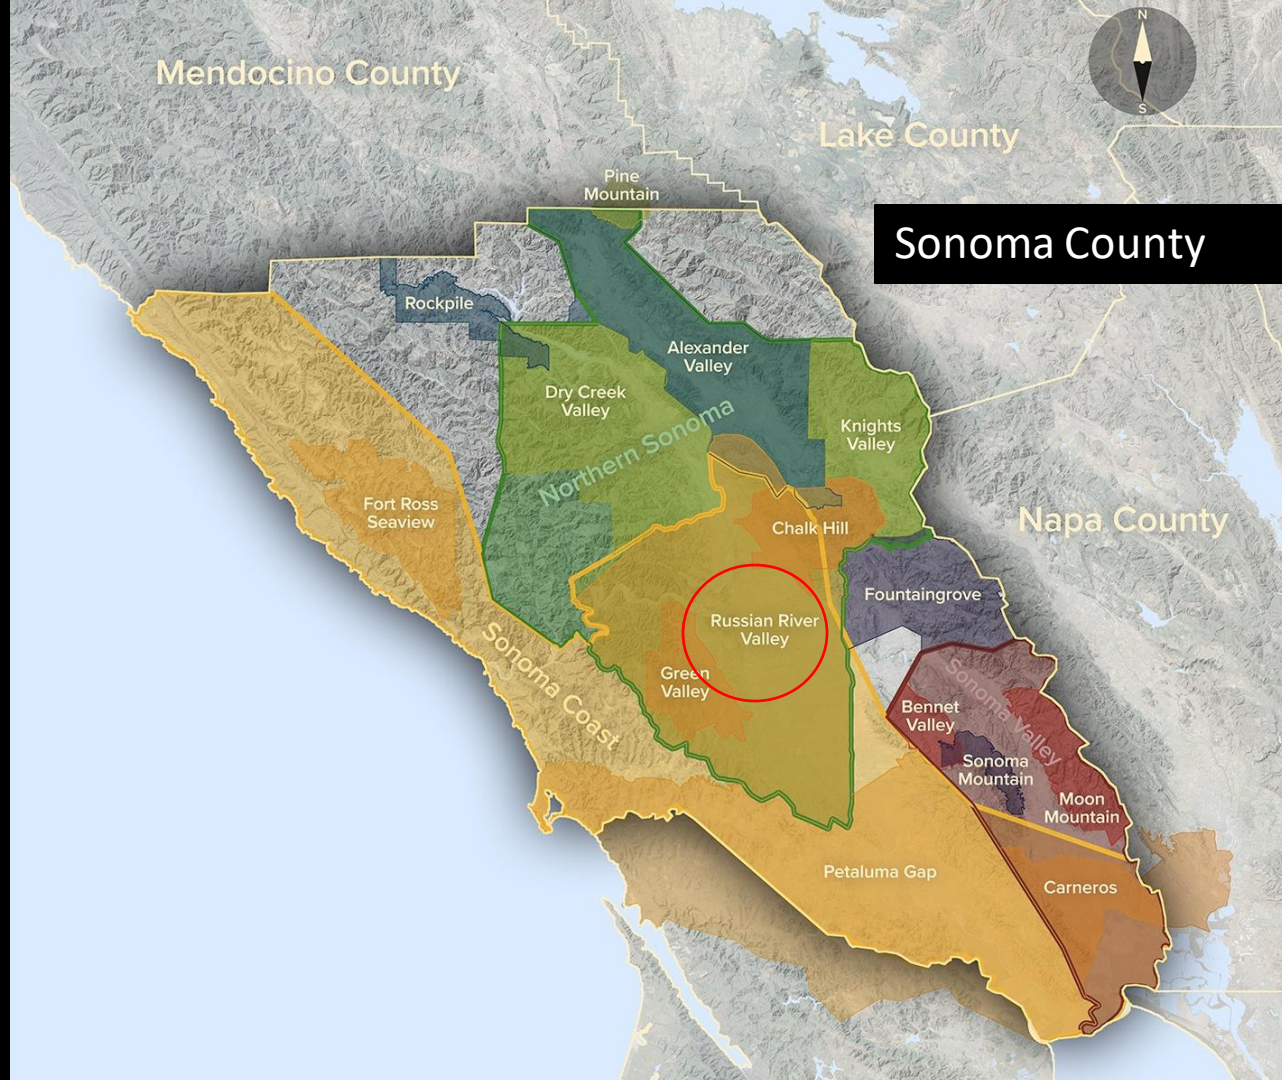 N
S
Mendocino County
Lake County
Pine
Mountain
Sonoma County
Rockpile
Alexander
Valley
Dry Creek
Valley
Northern Sonoma
Knights
Valley
Fort Ross
Seaview
Chalk Hill
Napa County
Fountaingrove
Russian River
Valley
Sonoma Coast
Green
Valley
Sonoma Valley
Bennet
Valley
Sonoma
Mountain
Moon
Mountain
Petaluma Gap
Carneros